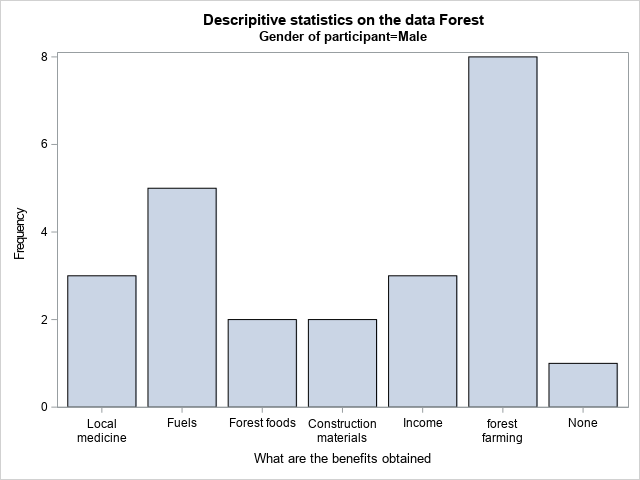 Descripitive statistics on the data Forest
Gender of participant=Male
8
6
4
2
0
Frequency
Local
medicine
Fuels
Forest foods
Construction
materials
Income
forest
farming
None
What are the benefits obtained